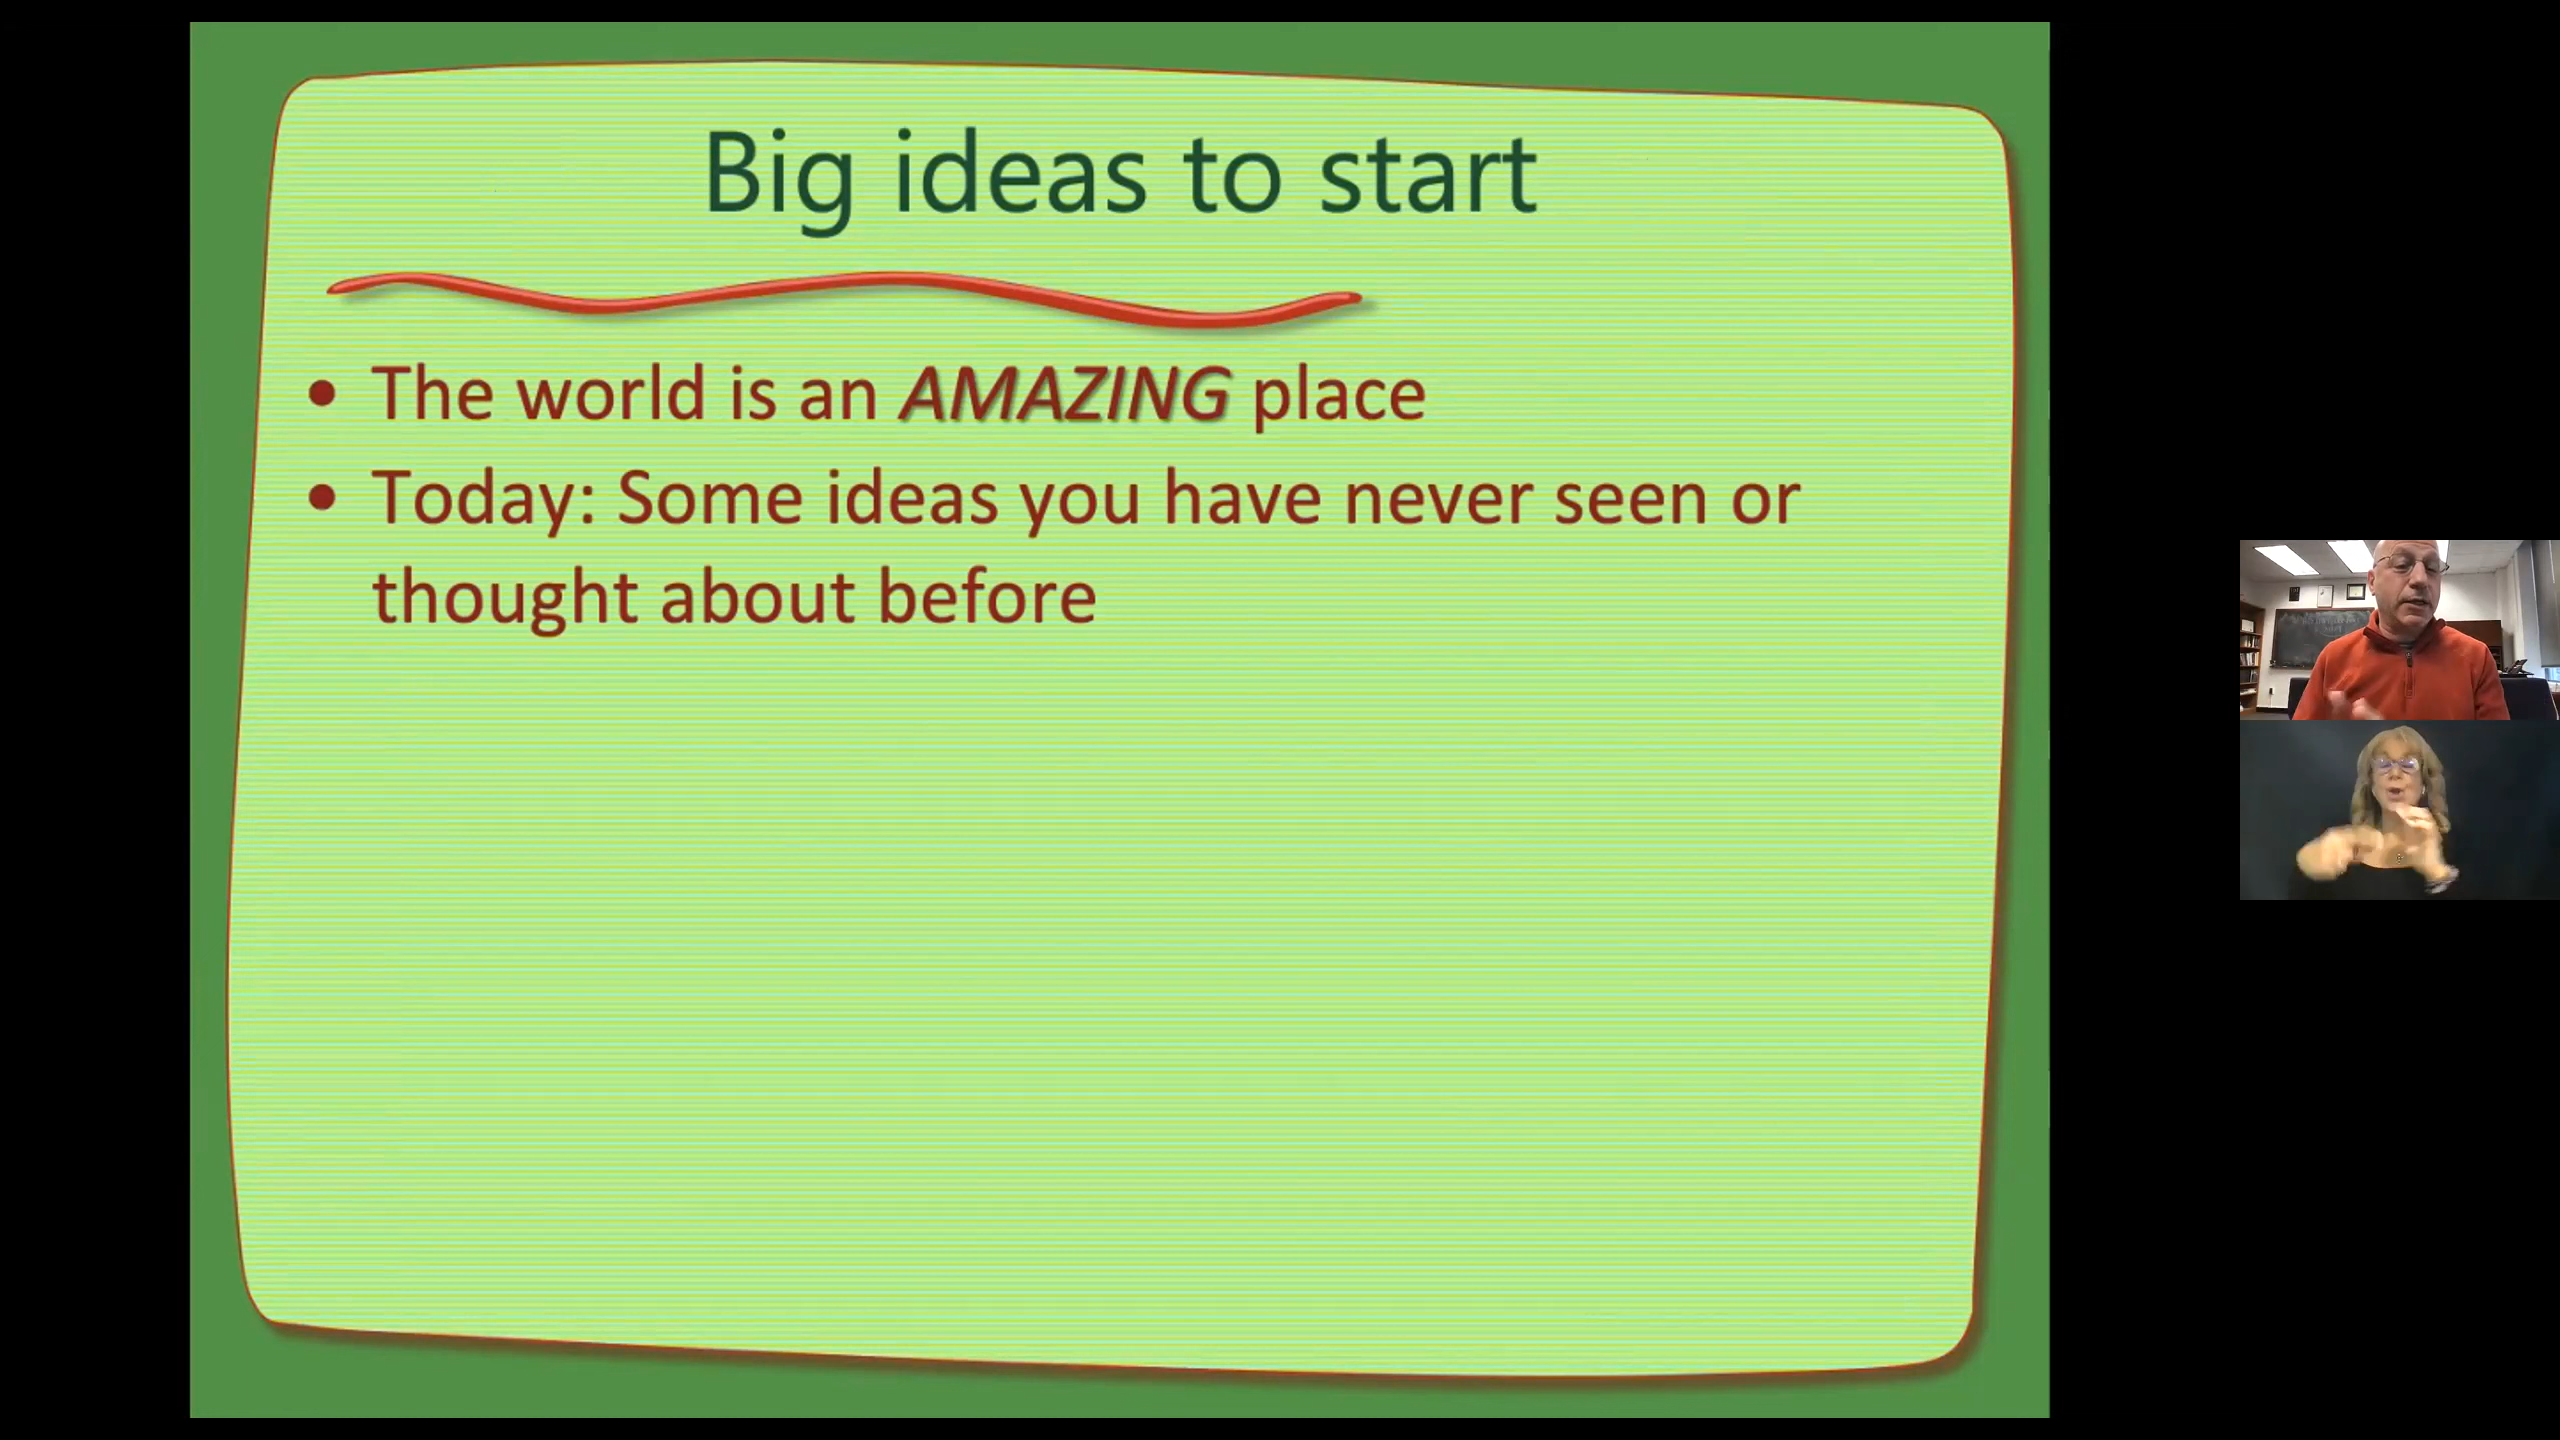 Big ideas to start
• The world is an AMAZING place
• Today: Some ideas you have never seen or
thought about before